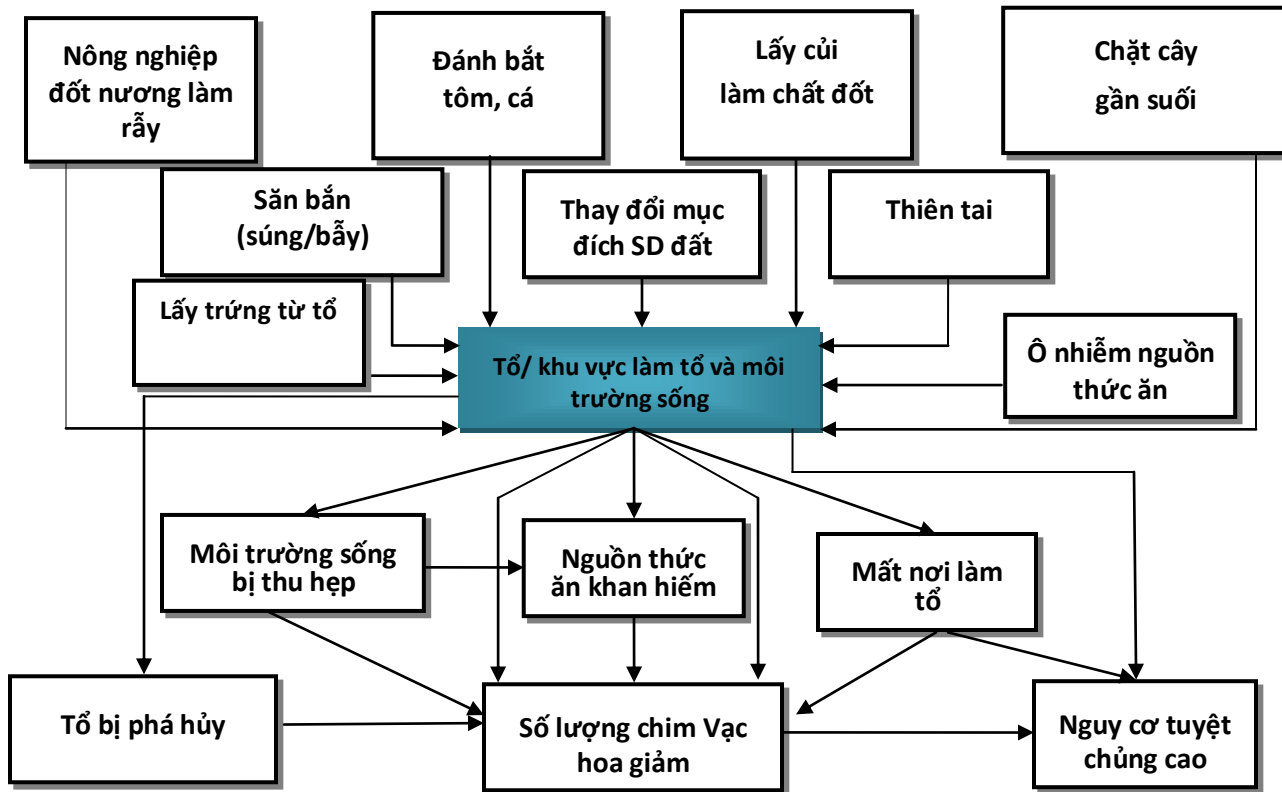 Nông nghiệp
đốt nương làm
rẫy
Đánh bắt
tôm, cá
Lấy củi
làm chất đốt
Chặt cây
gần suối
Săn bắn
(súng/bẫy)
Thay đổi mục
đích SD đất
Thiên tai
Lấy trứng từ tổ
Tổ/ khu vực làm tổ và môi
trường sống
Ô nhiễm nguồn
thức ăn
Môi trường sống
bị thu hẹp
Nguồn thức
ăn khan hiếm
Mất nơi làm
tổ
Tổ bị phá hủy
Số lượng chim Vạc
hoa giảm
Nguy cơ tuyệt
chủng cao